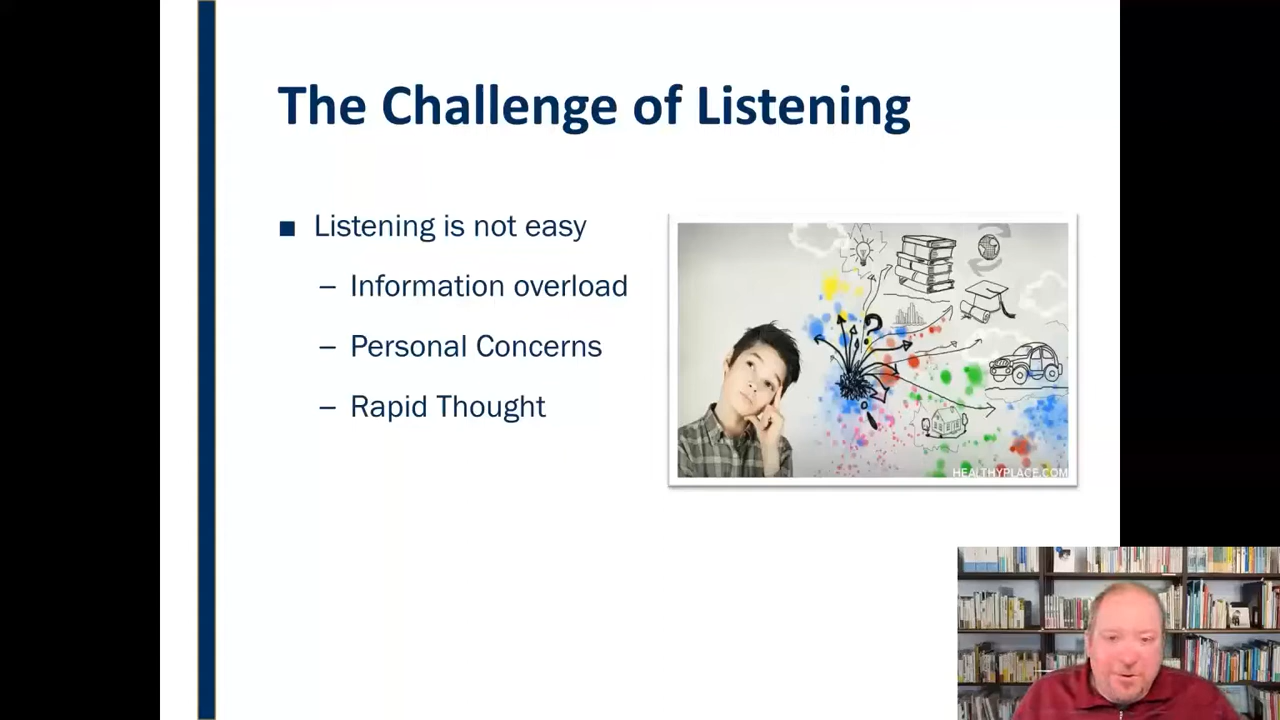 The Challenge of Listening
■ Listening is not easy
– Information overload
– Personal Concerns
– Rapid Thought
?
HEALTHYPLACE.COM